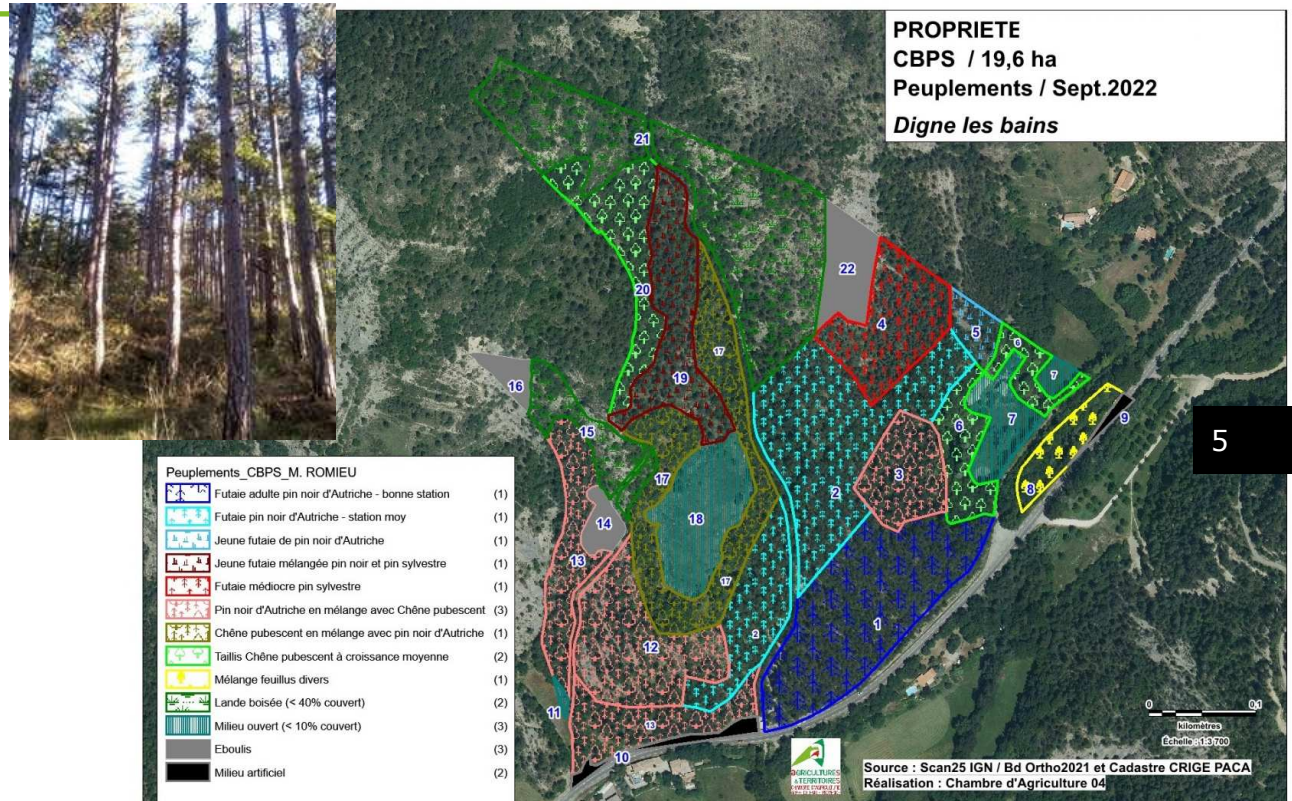 PROPRIETE
CBPS / 19,6 ha
Peuplements / Sept.2022
Digne les bains
21
20
22
4
5
6
7
17
19
16
15
17
18
14
13
2
3
6
7
9
8
17
2
12
1
11
13
10
5
Peuplements_CBPS_M. ROMIEU
Futaie adulte pin noir d'Autriche - bonne station (1)
Futaie pin noir d'Autriche - station moy (1)
Jeune futaie de pin noir d'Autriche (1)
Jeune futaie mélangée pin noir et pin sylvestre (1)
Futaie médiocre pin sylvestre (1)
Pin noir d'Autriche en mélange avec Chêne pubescent (3)
Chêne pubescent en mélange avec pin noir d'Autriche (1)
Taillis Chêne pubescent à croissance moyenne (2)
Mélange feuillus divers (1)
Lande boisée (< 40% couvert) (2)
Milieu ouvert (< 10% couvert) (3)
Eboulis (3)
Milieu artificiel (2)
0 0,1
kilomètres
Échelle : 1:3 700
AGRICULTURES
& TERRITOIRES
Source : Scan25 IGN / Bd Ortho2021 et Cadastre CRIGE PACA
Réalisation : Chambre d'Agriculture 04